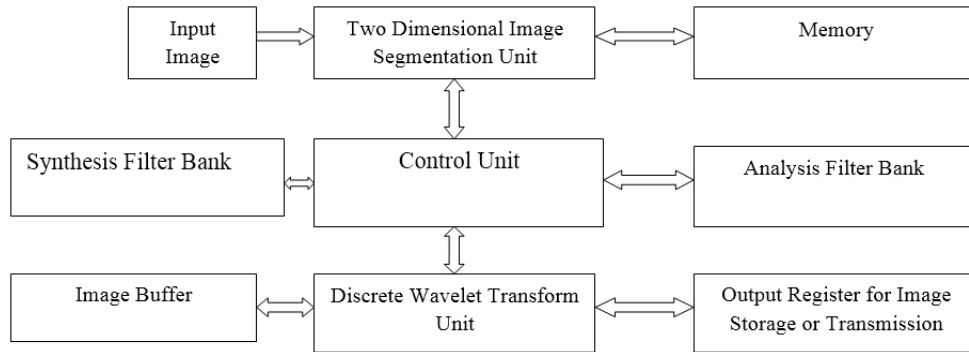 Input
Image
Two Dimensional Image
Segmentation Unit
Memory
Synthesis Filter Bank
Control Unit
Analysis Filter Bank
Image Buffer
Discrete Wavelet Transform
Unit
Output Register for Image
Storage or Transmission